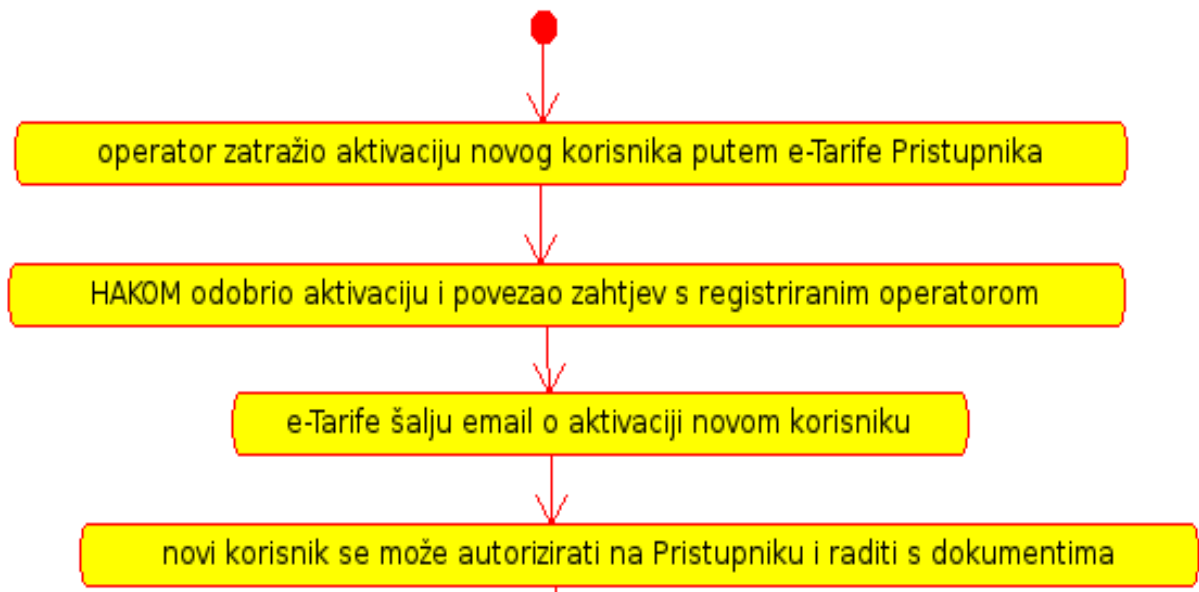 operator zatražio aktivaciju novog korisnika putem e-Tarife Pristupnika
HAKOM odobrio aktivaciju i povezao zahtjev s registriranim operatorom
e-Tarife šalju email o aktivaciji novom korisniku
novi korisnik se može autorizirati na Pristupniku i raditi s dokumentima